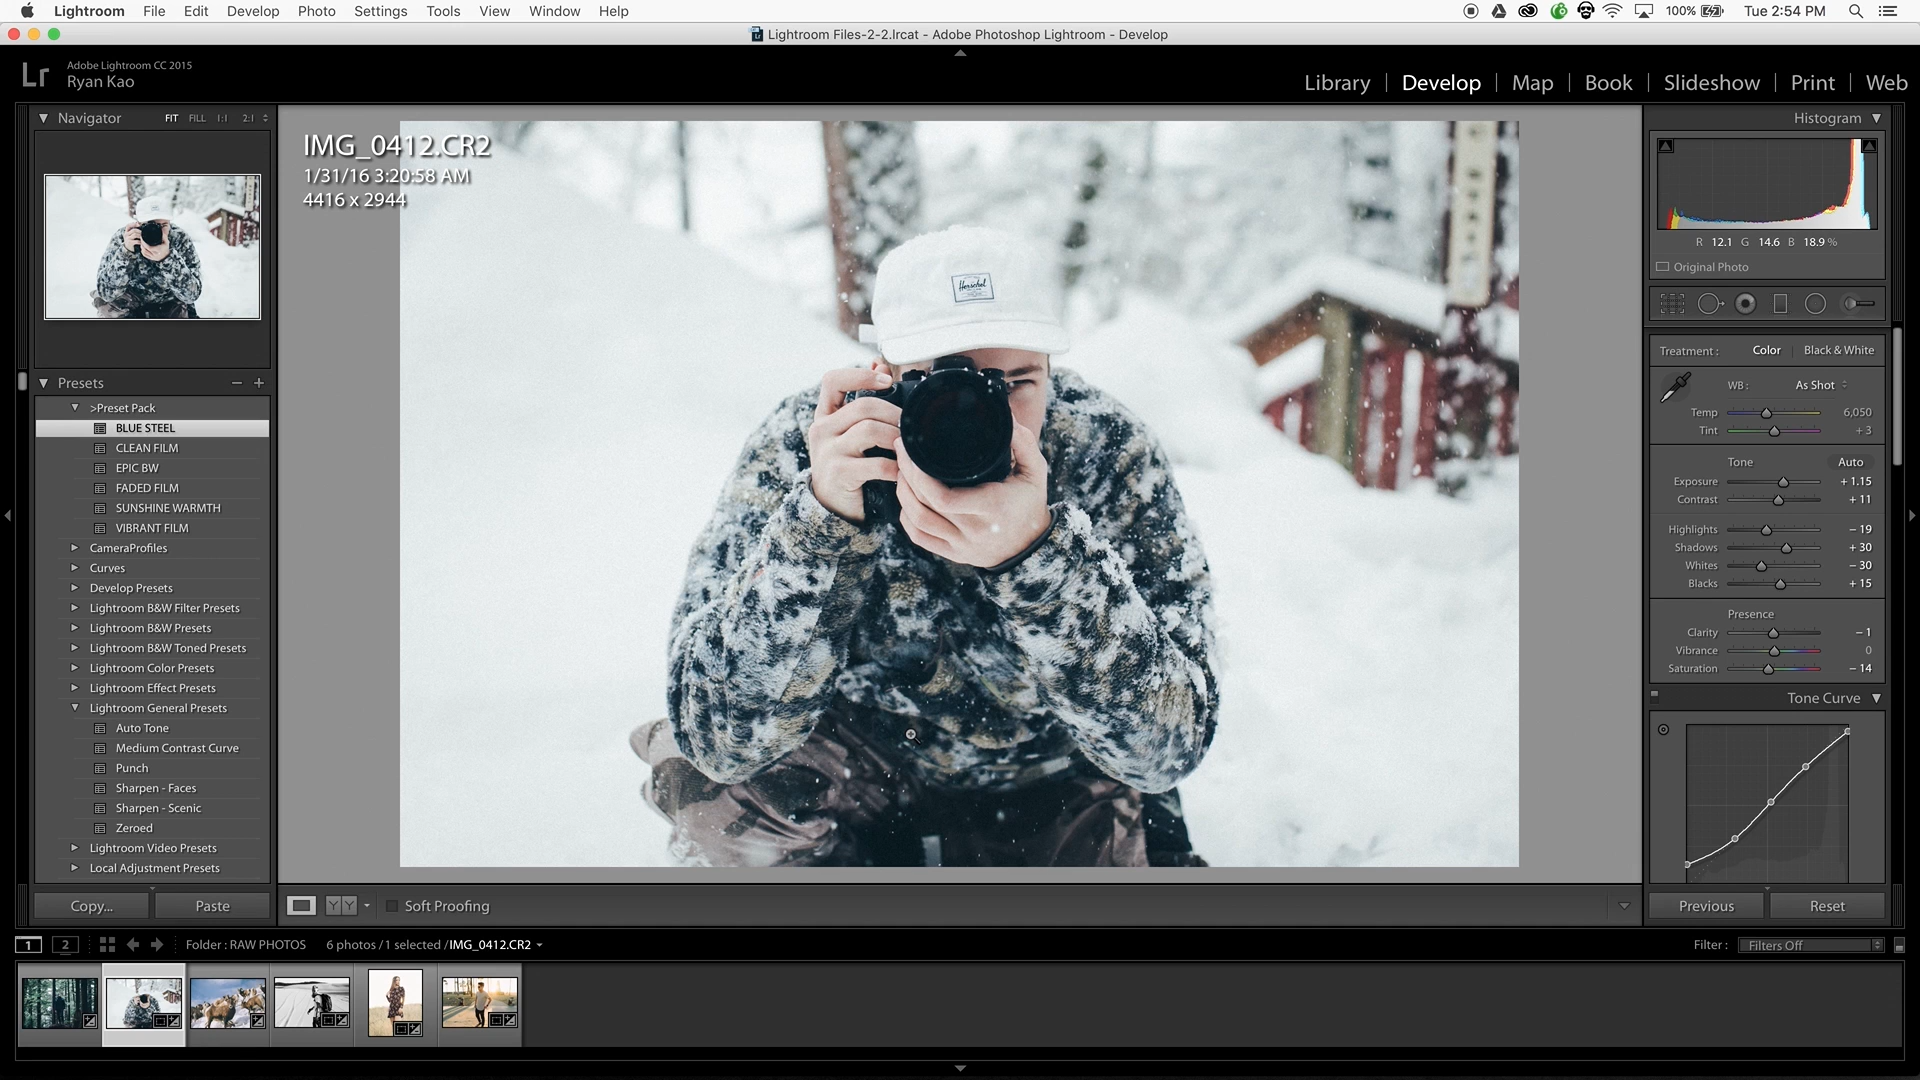 Lightroom File Edit Develop Photo Settings Tools View Window Help 100% Tue 2:54 PM
Lightroom Files-2-2.lrcat - Adobe Photoshop Lightroom - Develop
Lr Adobe Lightroom CC 2015
Ryan Kao
Library | Develop | Map | Book | Slideshow | Print | Web
Navigator FIT FILL 1:1 2:1
Presets
>Preset Pack
BLUE STEEL
CLEAN FILM
EPIC BW
FADED FILM
SUNSHINE WARMTH
VIBRANT FILM
CameraProfiles
Curves
Develop Presets
Lightroom B&W Filter Presets
Lightroom B&W Presets
Lightroom B&W Toned Presets
Lightroom Color Presets
Lightroom Effect Presets
Lightroom General Presets
Auto Tone
Medium Contrast Curve
Punch
Sharpen - Faces
Sharpen - Scenic
Zeroed
Lightroom Video Presets
Local Adjustment Presets
Copy... Paste
IMG_0412.CR2
1/31/16 3:20:58 AM
4416 x 2944
Herschel
YY Soft Proofing
Histogram
R 12.1 G 14.6 B 18.9 %
Original Photo
Treatment : Color | Black & White
WB : As Shot
Temp 6,050
Tint + 3
Tone Auto
Exposure + 1.15
Contrast + 11
Highlights – 19
Shadows + 30
Whites – 30
Blacks + 15
Presence
Clarity – 1
Vibrance 0
Saturation – 14
Tone Curve
Previous Reset
1 2 Folder : RAW PHOTOS 6 photos / 1 selected / IMG_0412.CR2 Filter : Filters Off